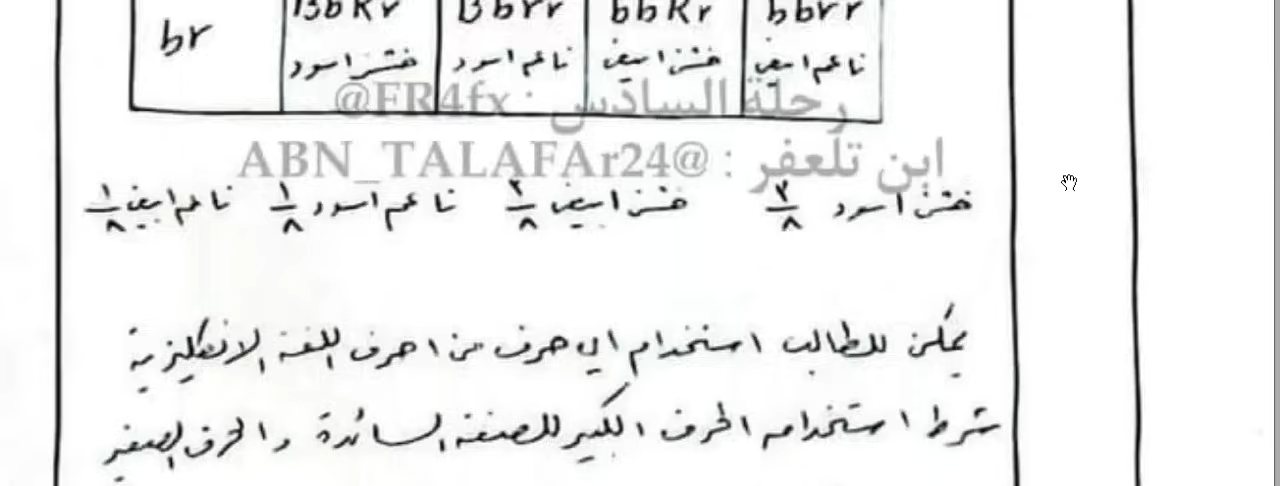 br BbRr Bbrr bbRr bbrr
خشن اسود ناعم اسود خشن ابيض ناعم ابيض
رحلة السادس : @FR4fx
ابن تلعفر : @ABN_TALAFAr24
خشن اسود ٣/٨ خشن ابيض ٣/٨ ناعم اسود ١/٨ ناعم ابيض ١/٨
يمكن للطالب استخدام اي حرف من احرف اللغة الانكليزية
شرط استخدام الحرف الكبير للصفة السائدة والحرف الصغير